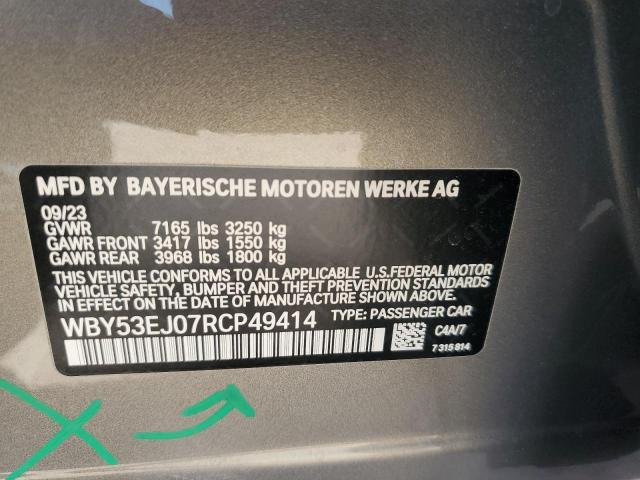 MFD BY BAYERISCHE MOTOREN WERKE AG
09/23
GVWR 7165 lbs 3250 kg
GAWR FRONT 3417 lbs 1550 kg
GAWR REAR 3968 lbs 1800 kg
THIS VEHICLE CONFORMS TO ALL APPLICABLE U.S.FEDERAL MOTOR
VEHICLE SAFETY, BUMPER, AND THEFT PREVENTION STANDARDS
IN EFFECT ON THE DATE OF MANUFACTURE SHOWN ABOVE.
WBY53EJ07RCP49414 TYPE: PASSENGER CAR
C4A/7
7 315 814